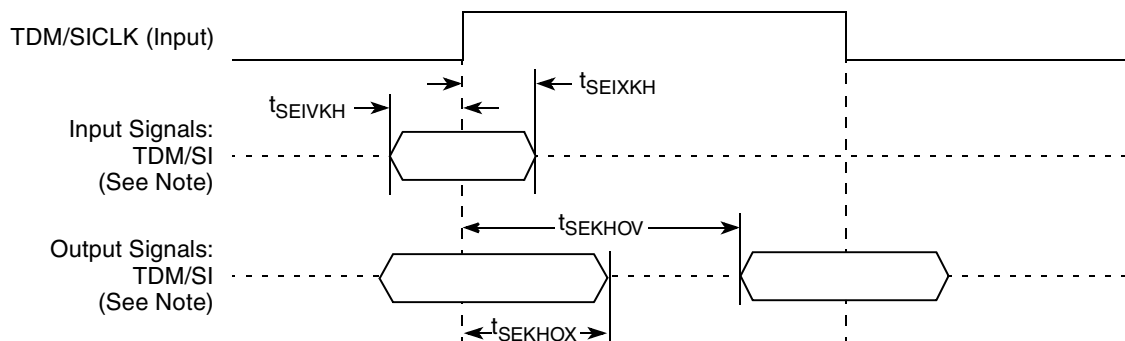 TDM/SICLK (Input)
tSEIXKH
tSEIVKH
Input Signals:
TDM/SI
(See Note)
tSEKHOV
Output Signals:
TDM/SI
(See Note)
tSEKHOX